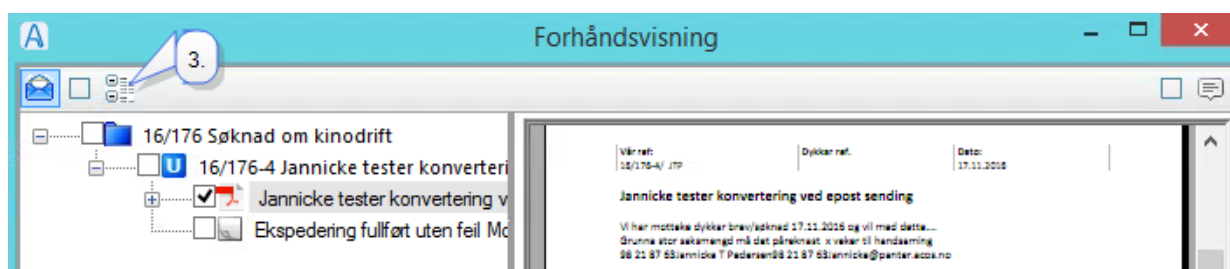 A
Forhåndsvisning
3.
16/176 Søknad om kinodrift
U 16/176-4 Jannicke tester konverteri
Jannicke tester konvertering v
Ekspedering fullført uten feil Mo
Vår ref:
16/176-4/ JTP
Dykkar ref.
Dato:
17.11.2016
Jannicke tester konvertering ved epost sending
Vi har motteke dykkar brev/søknad 17.11.2016 og vil med dette....
Grunna stor saksmengd må det påreknast x veker til handsaming
98 21 87 63Jannicke T Pedersen98 21 87 63jannicke@panter.acos.no